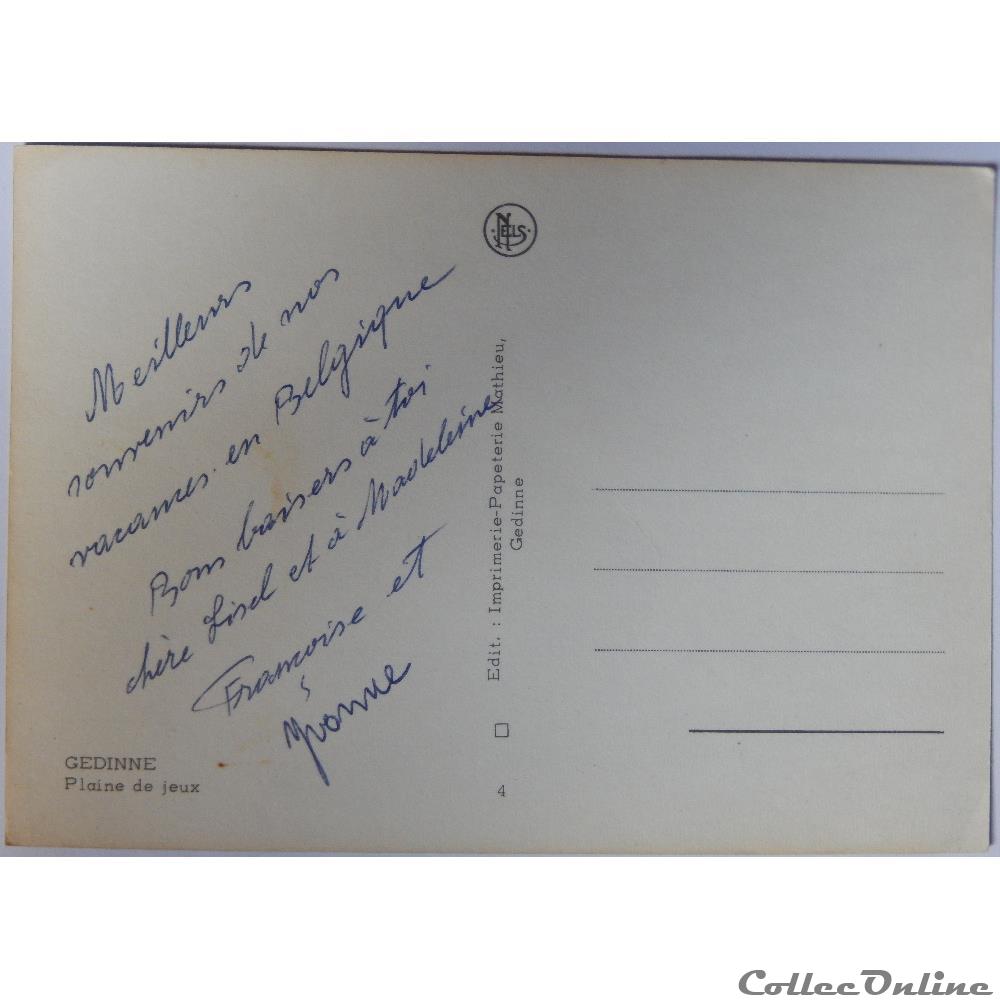 Meilleurs
souvenirs de nos
vacances en Belgique
Bons baisers à toi
chère Lisel et à Madeleine
Françoise et
Yvonne
GEDINNE
Plaine de jeux
NELS
Edit. : Imprimerie-Papeterie Mathieu,
Gedinne
4
CollecOnline